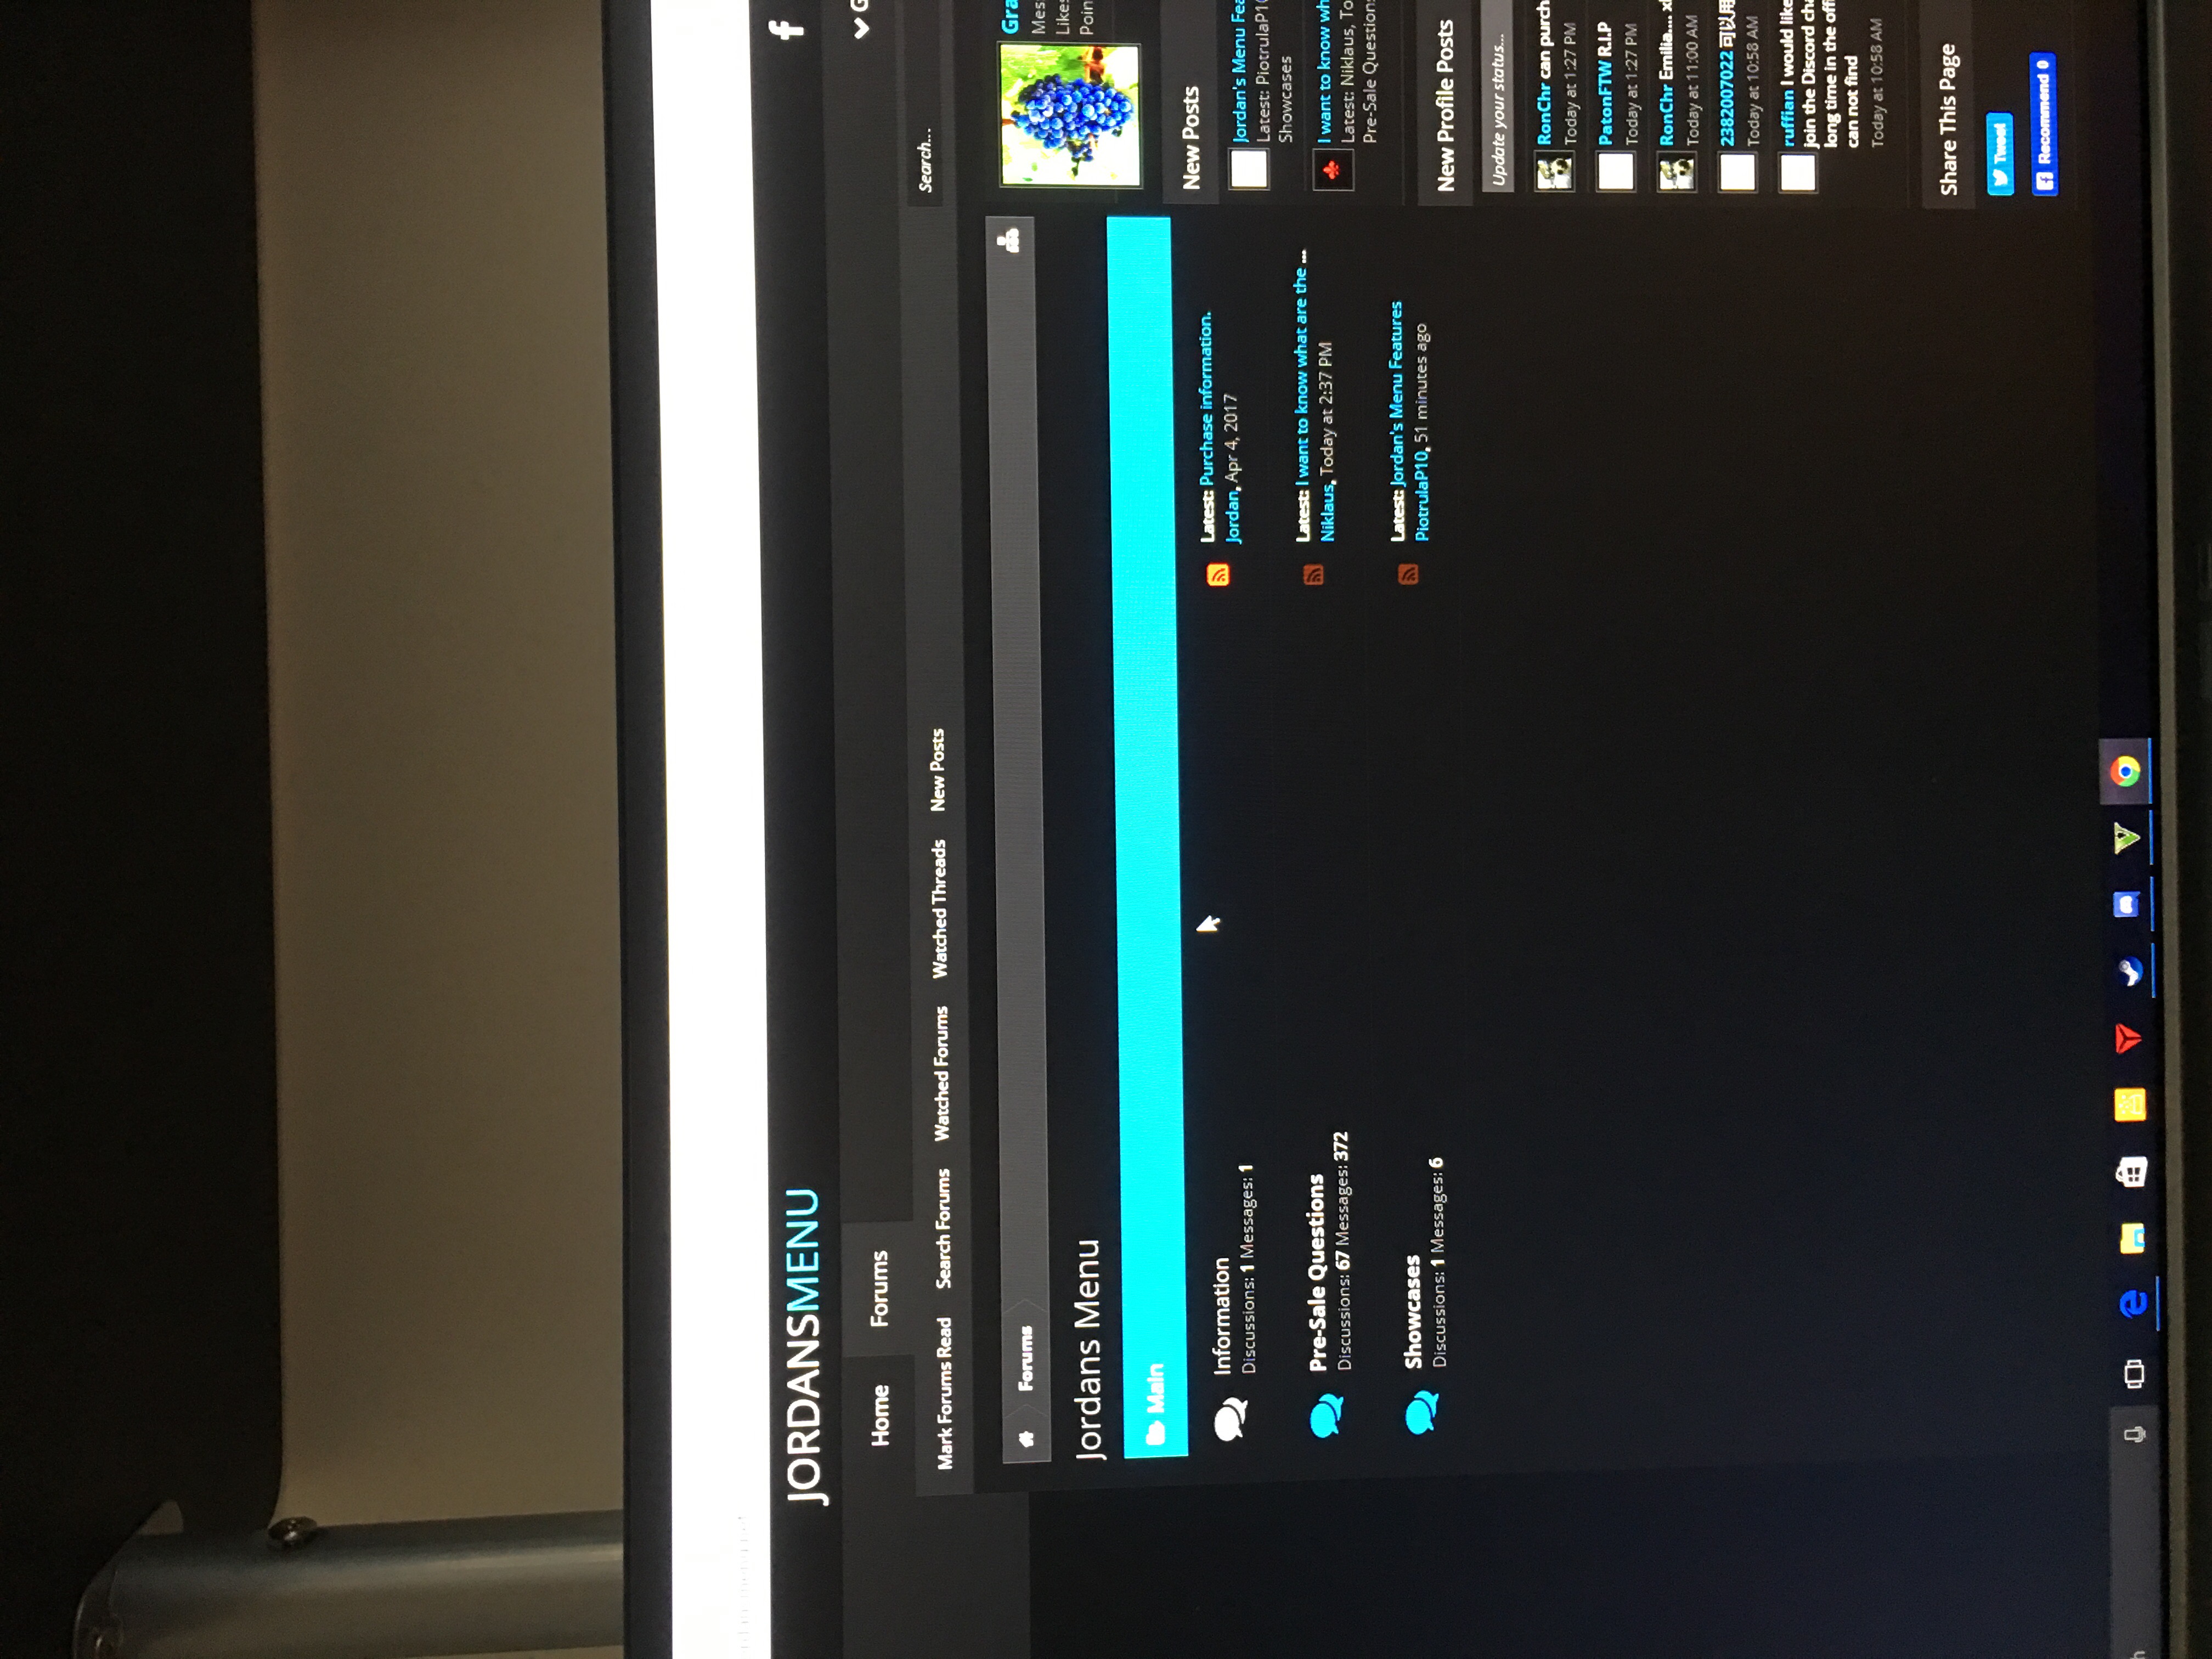 JORDANSMENU
Home Forums
Mark Forums Read Search Forums Watched Forums Watched Threads New Posts
Search...
Forums
Jordans Menu
Main
Information
Discussions: 1 Messages: 1
Latest: Purchase information.
Jordan, Apr 4, 2017
Pre-Sale Questions
Discussions: 67 Messages: 372
Latest: I want to know what are the ...
Niklaus, Today at 2:37 PM
Showcases
Discussions: 1 Messages: 6
Latest: Jordan's Menu Features
PiotrulaP10, 51 minutes ago
Gra
Mes
Likes
Poin
New Posts
Jordan's Menu Fea
Latest: PiotrulaP10
Showcases
I want to know wh
Latest: Niklaus, To
Pre-Sale Questions
New Profile Posts
Update your status...
RonChr can purch
Today at 1:27 PM
PatonFTW R.I.P
Today at 1:27 PM
RonChr Emilia....
Today at 11:00 AM
2382007022 可以用
Today at 10:58 AM
ruffian I would like
join the Discord cha
long time in the offi
can not find
Today at 10:58 AM
Share This Page
Tweet
Recommend 0